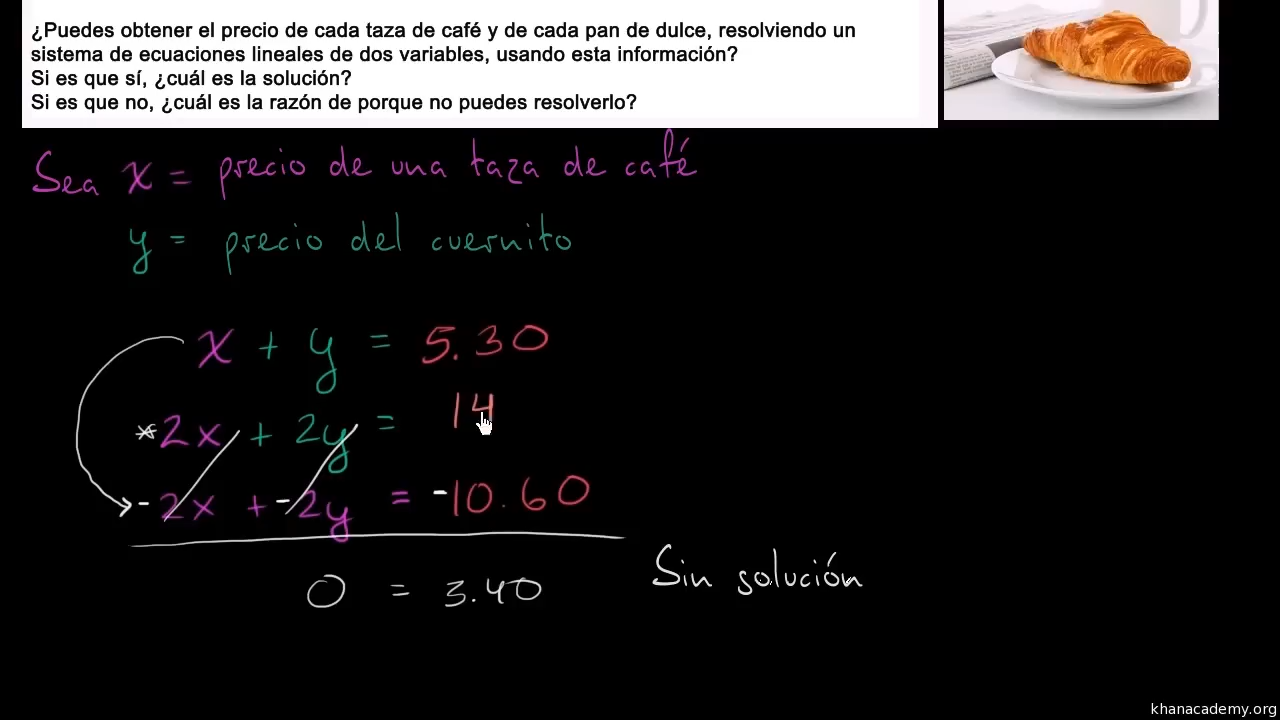 ¿Puedes obtener el precio de cada taza de café y de cada pan de dulce, resolviendo un
sistema de ecuaciones lineales de dos variables, usando esta información?
Si es que sí, ¿cuál es la solución?
Si es que no, ¿cuál es la razón de porque no puedes resolverlo?
Sea x = precio de una taza de café
y = precio del cuernito
x + y = 5.30
*2x + 2y = 14
-2x + -2y = -10.60
0 = 3.40
Sin solución
khanacademy.org